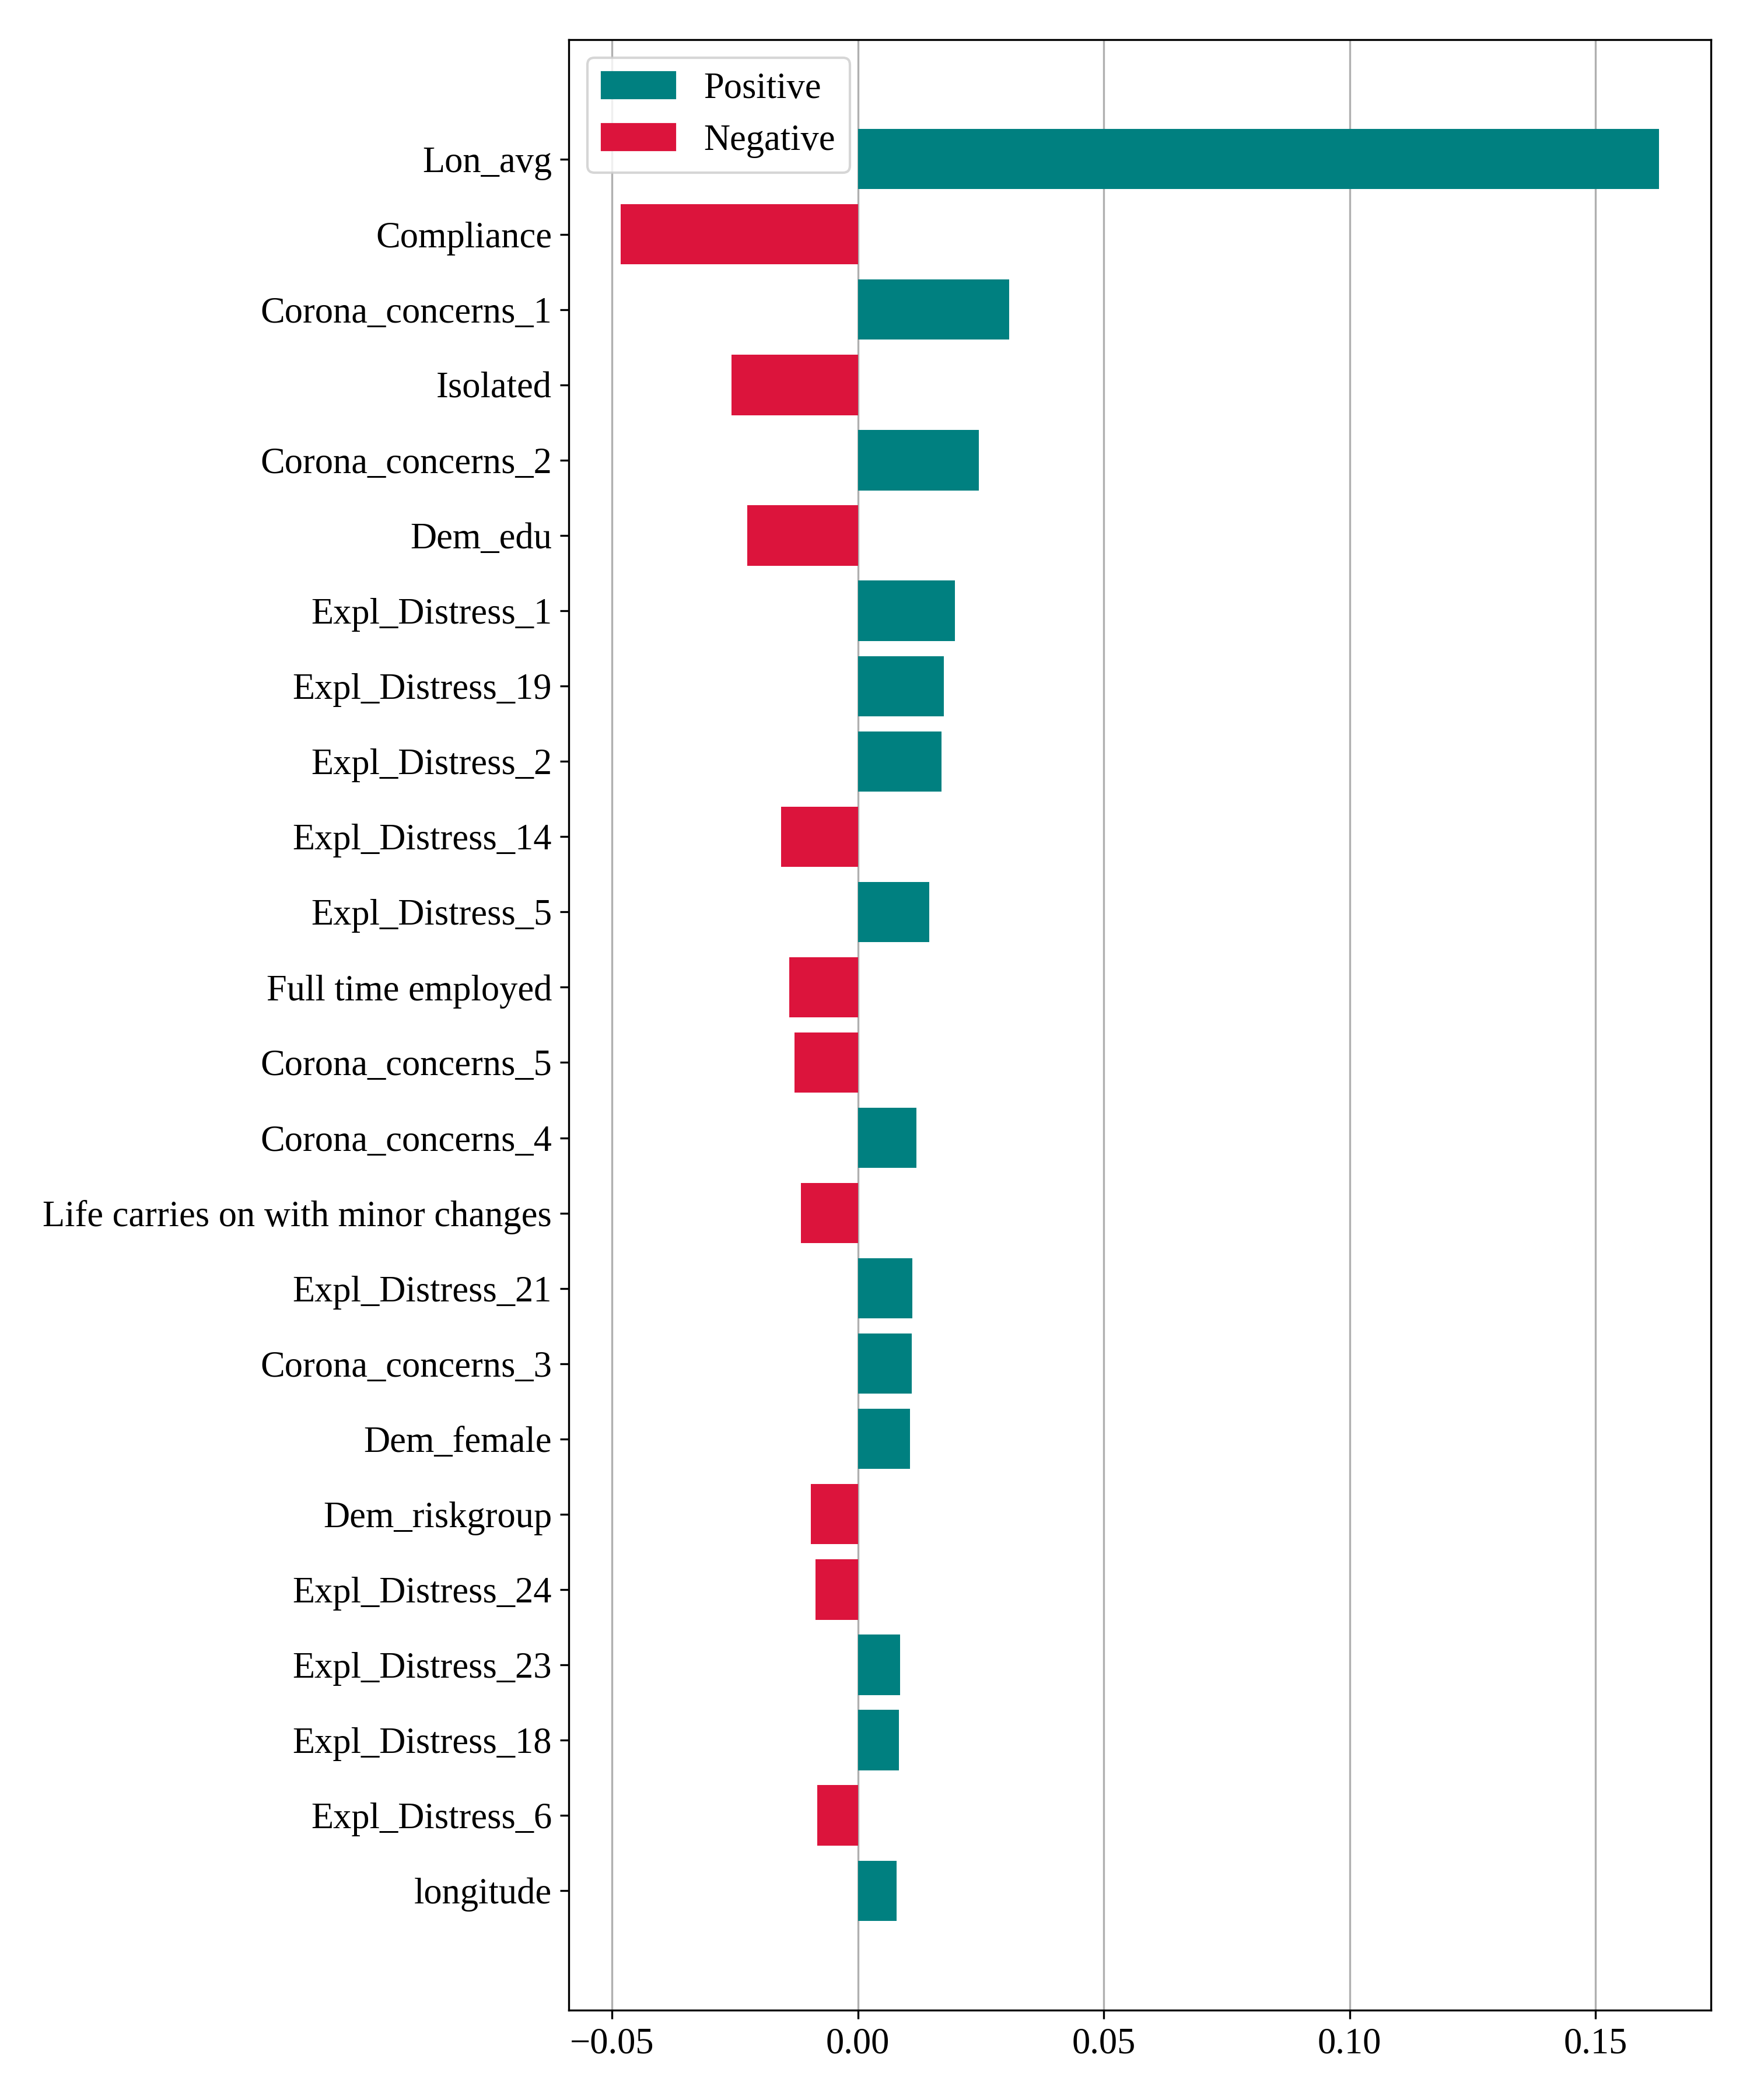 Positive
Negative
Lon_avg
Compliance
Corona_concerns_1
Isolated
Corona_concerns_2
Dem_edu
Expl_Distress_1
Expl_Distress_19
Expl_Distress_2
Expl_Distress_14
Expl_Distress_5
Full time employed
Corona_concerns_5
Corona_concerns_4
Life carries on with minor changes
Expl_Distress_21
Corona_concerns_3
Dem_female
Dem_riskgroup
Expl_Distress_24
Expl_Distress_23
Expl_Distress_18
Expl_Distress_6
longitude
−0.05 0.00 0.05 0.10 0.15